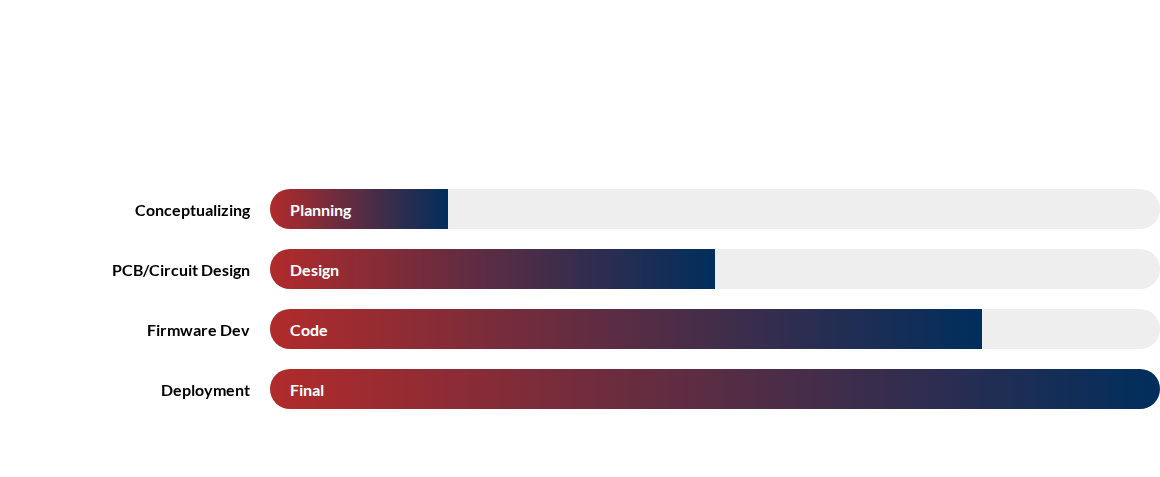 Conceptualizing Planning
PCB/Circuit Design Design
Firmware Dev Code
Deployment Final